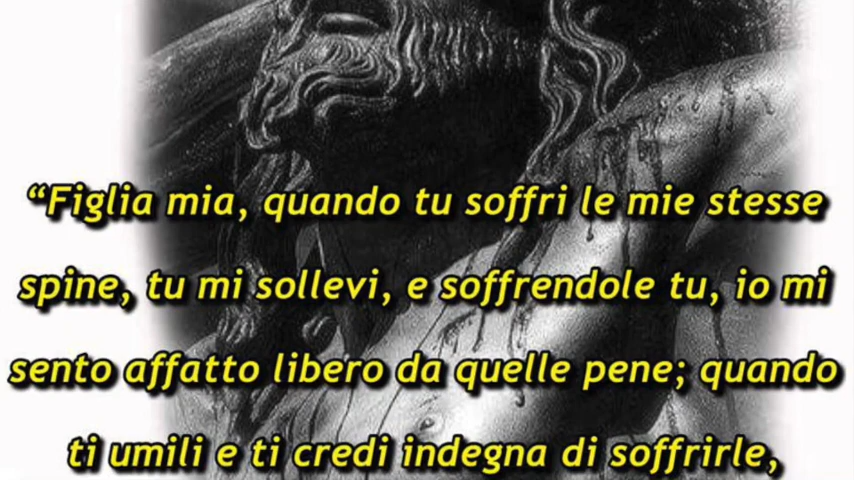 “Figlia mia, quando tu soffri le mie stesse
spine, tu mi sollevi, e soffrendole tu, io mi
sento affatto libero da quelle pene; quando
ti umili e ti credi indegna di soffrirle,